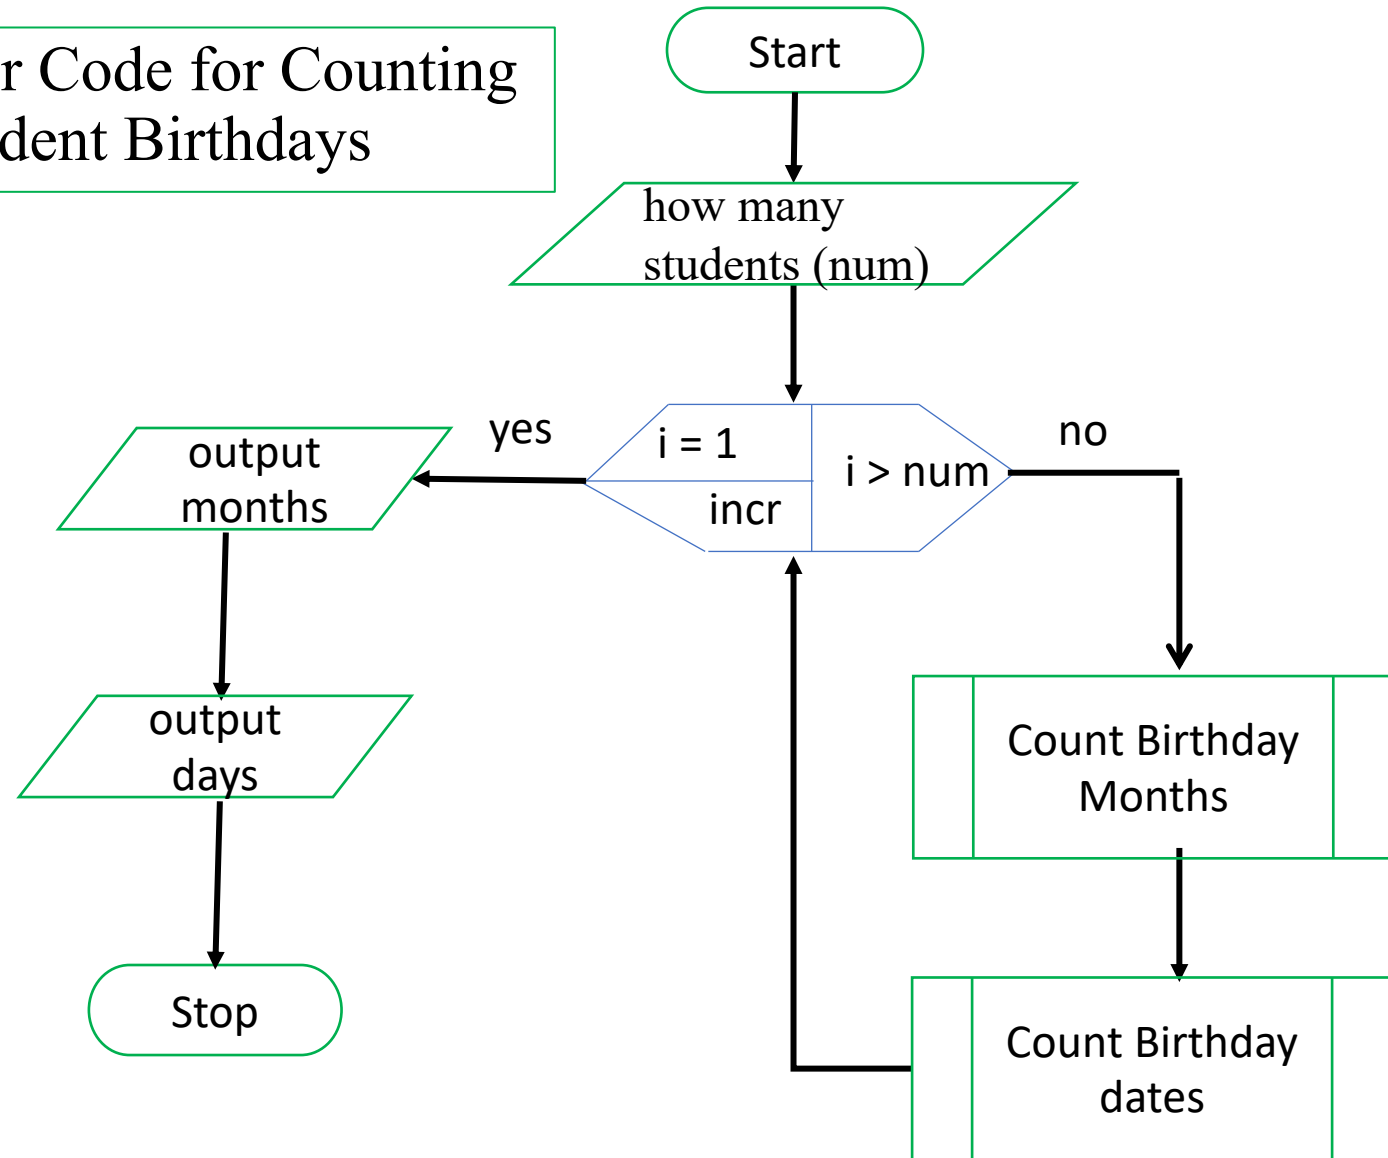 r Code for Counting
dent Birthdays
Start
how many
students (num)
yes
i = 1
incr
i > num
no
output
months
output
days
Stop
Count Birthday
Months
Count Birthday
dates